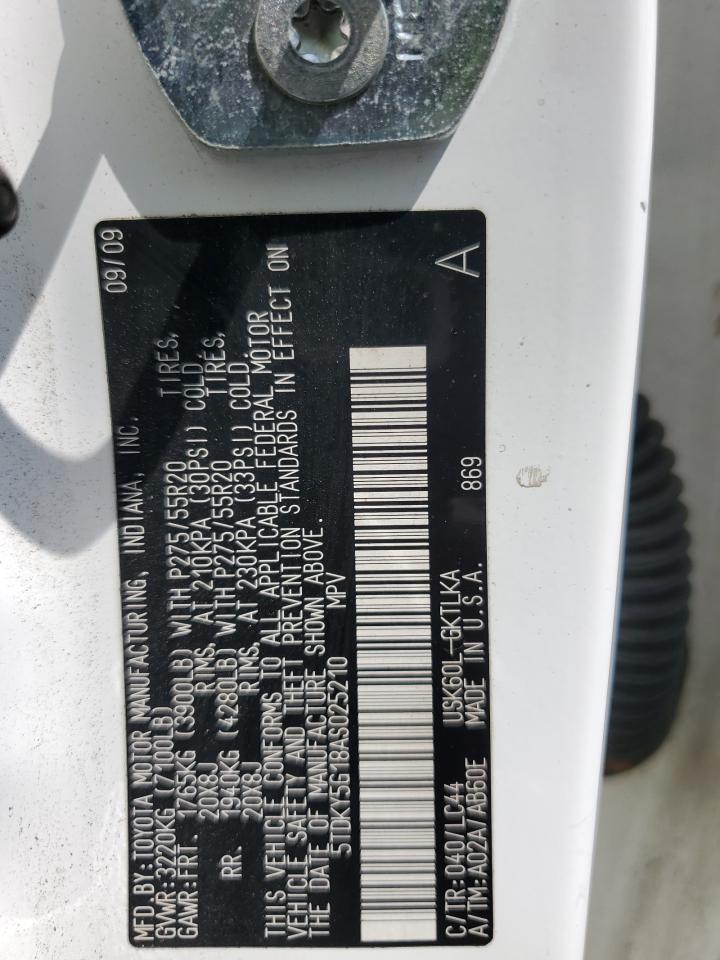 MFD.BY:TOYOTA MOTOR MANUFACTURING, INDIANA, INC. 09/09
GVWR:3220KG (7100LB)
GAWR:FRT. 1765KG (3900LB) WITH P275/55R20 TIRES,
20X8J RIMS, AT 210KPA (30PSI) COLD
RR. 1940KG (4280LB) WITH P275/55R20 TIRES,
20X8J RIMS, AT 230KPA (33PSI) COLD.
THIS VEHICLE CONFORMS TO ALL APPLICABLE FEDERAL MOTOR
VEHICLE SAFETY AND THEFT PREVENTION STANDARDS IN EFFECT ON
THE DATE OF MANUFACTURE SHOWN ABOVE.
5TDKY5G18AS025210 MPV
A
C/TR:040/LC44 USK60L-GKTLKA 869
A/TM:A02A/AB60E MADE IN U.S.A.